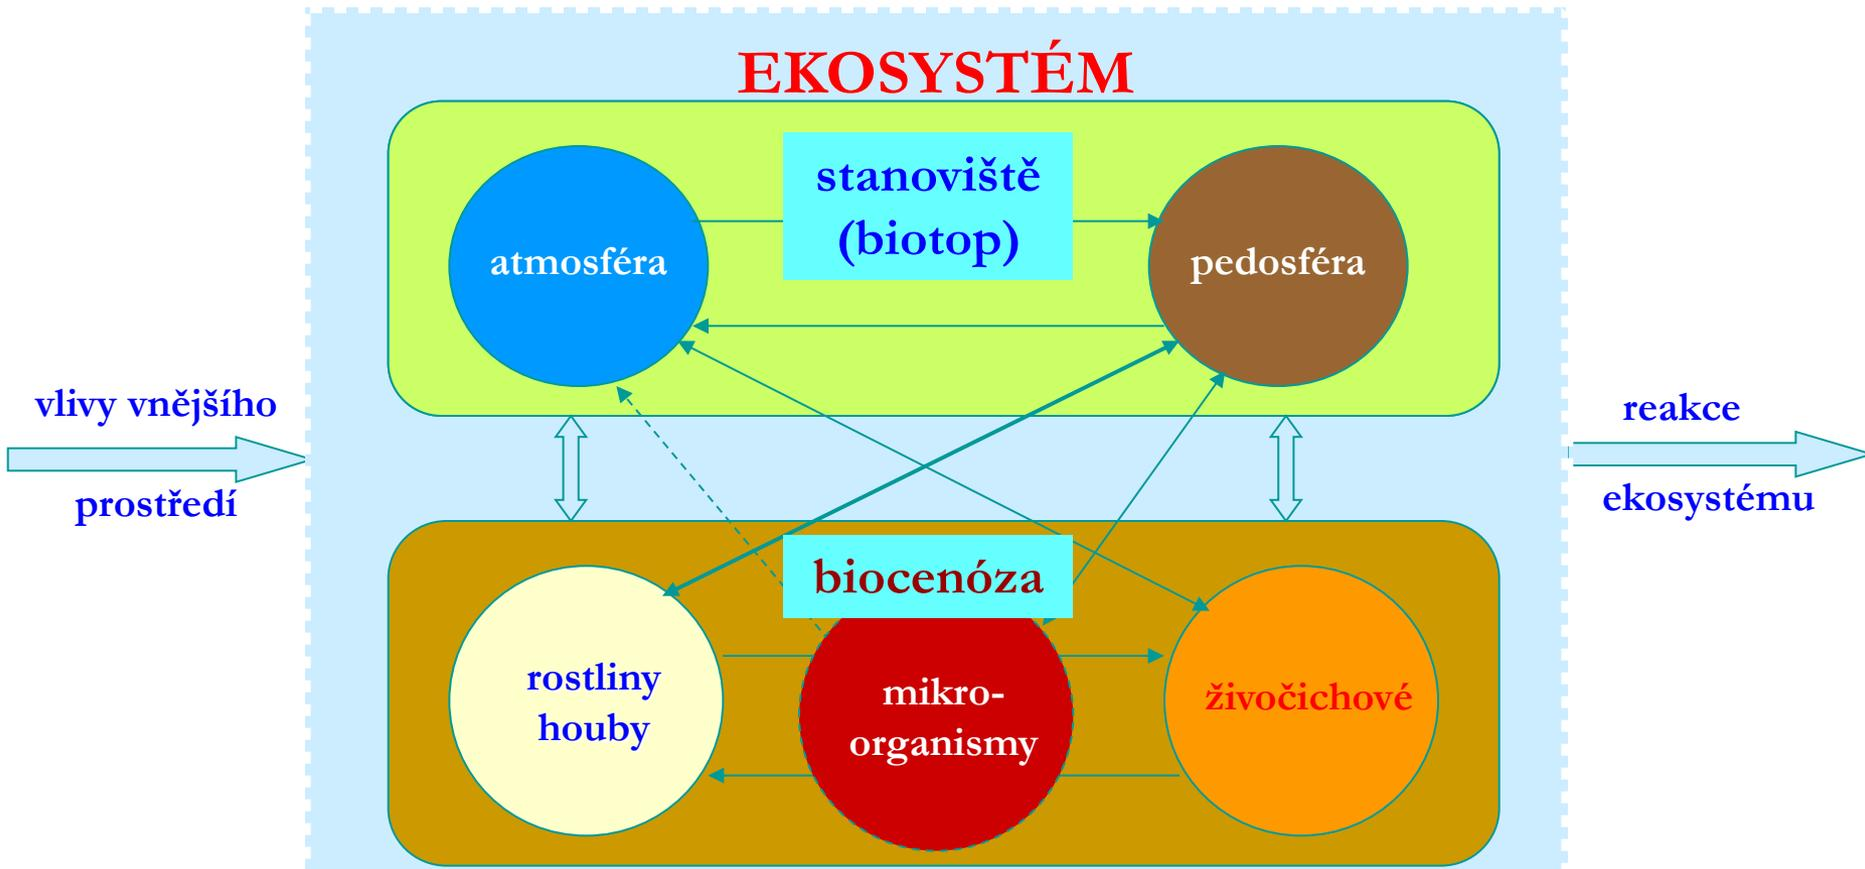 EKOSYSTÉM
stanoviště
(biotop)
atmosféra
pedosféra
vlivy vnějšího
prostředí
reakce
ekosystému
biocenóza
rostliny
houby
mikro-
organismy
živočichové